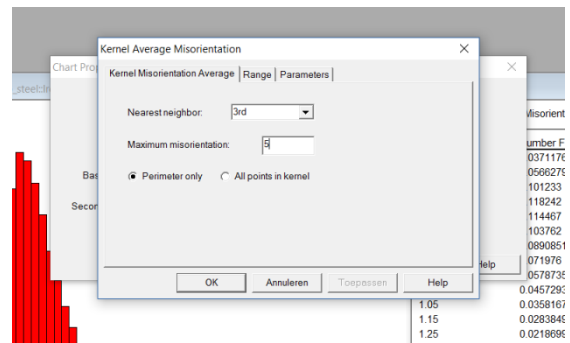 Kernel Average Misorientation
Chart Prop
_steel:In
Kernel Misorientation Average Range Parameters
Nearest neighbor: 3rd
Maximum misorientation: 5
Perimeter only All points in kernel
Bas
Secor
OK Annuleren Toepassen Help
Help
Misorient
umber F
0371176
0566279
101233
118242
114467
103762
0890851
071976
0578735
0.0457293
1.05 0.0358167
1.15 0.0283849
1.25 0.0218699